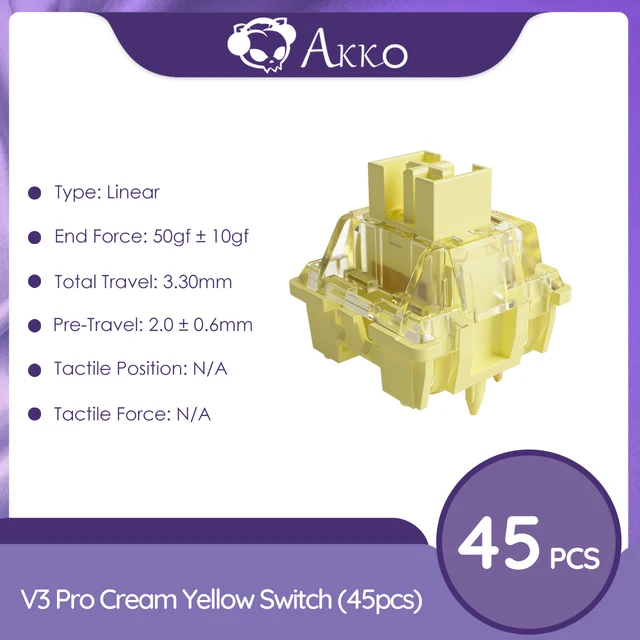 AKKO
Type: Linear
End Force: 50gf ± 10gf
Total Travel: 3.30mm
Pre-Travel: 2.0 ± 0.6mm
Tactile Position: N/A
Tactile Force: N/A
45 PCS
V3 Pro Cream Yellow Switch (45pcs)